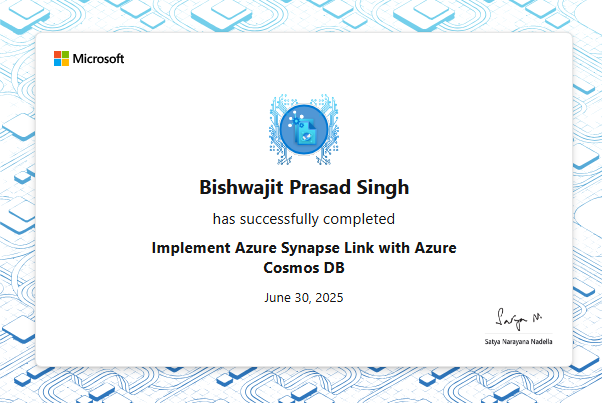 Microsoft
Bishwajit Prasad Singh
has successfully completed
Implement Azure Synapse Link with Azure
Cosmos DB
June 30, 2025
Satya N.
Satya Narayana Nadella